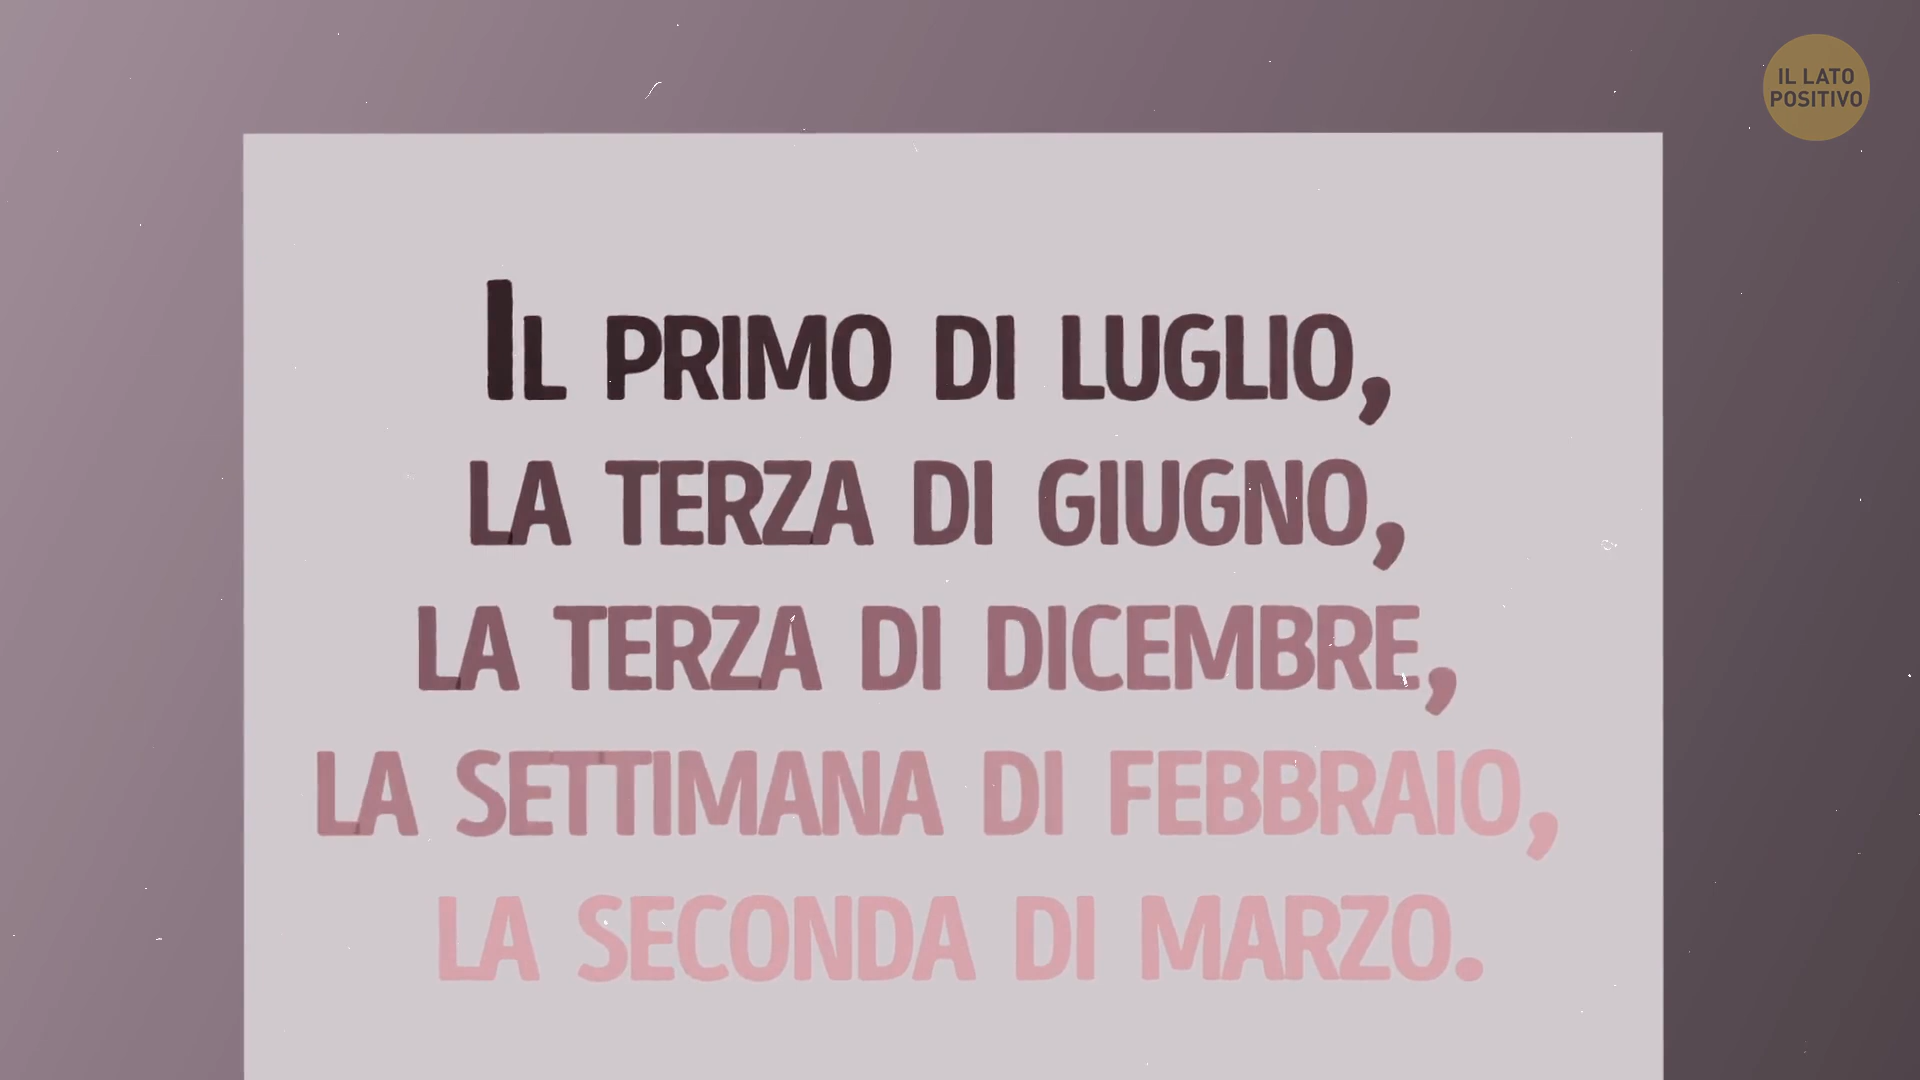 IL LATO
POSITIVO
IL PRIMO DI LUGLIO,
LA TERZA DI GIUGNO,
LA TERZA DI DICEMBRE,
LA SETTIMANA DI FEBBRAIO,
LA SECONDA DI MARZO.